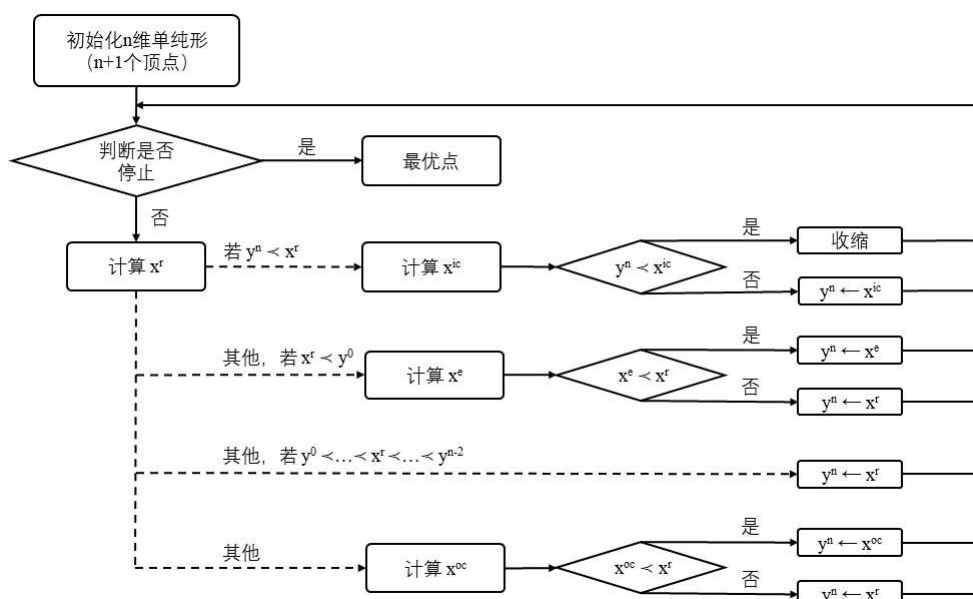 初始化n维单纯形
（n+1个顶点）
判断是否
停止
是
最优点
否
计算 xʳ
若 yⁿ ≺ xʳ
计算 xⁱᶜ
yⁿ ≺ xⁱᶜ
是
收缩
否
yⁿ ← xⁱᶜ
其他，若 xʳ ≺ y⁰
计算 xᵉ
xᵉ ≺ xʳ
是
yⁿ ← xᵉ
否
yⁿ ← xʳ
其他，若 y⁰ ≺…≺ xʳ ≺…≺ yⁿ⁻²
yⁿ ← xʳ
其他
计算 xᵒᶜ
xᵒᶜ ≺ xʳ
是
yⁿ ← xᵒᶜ
否
yⁿ ← xʳ